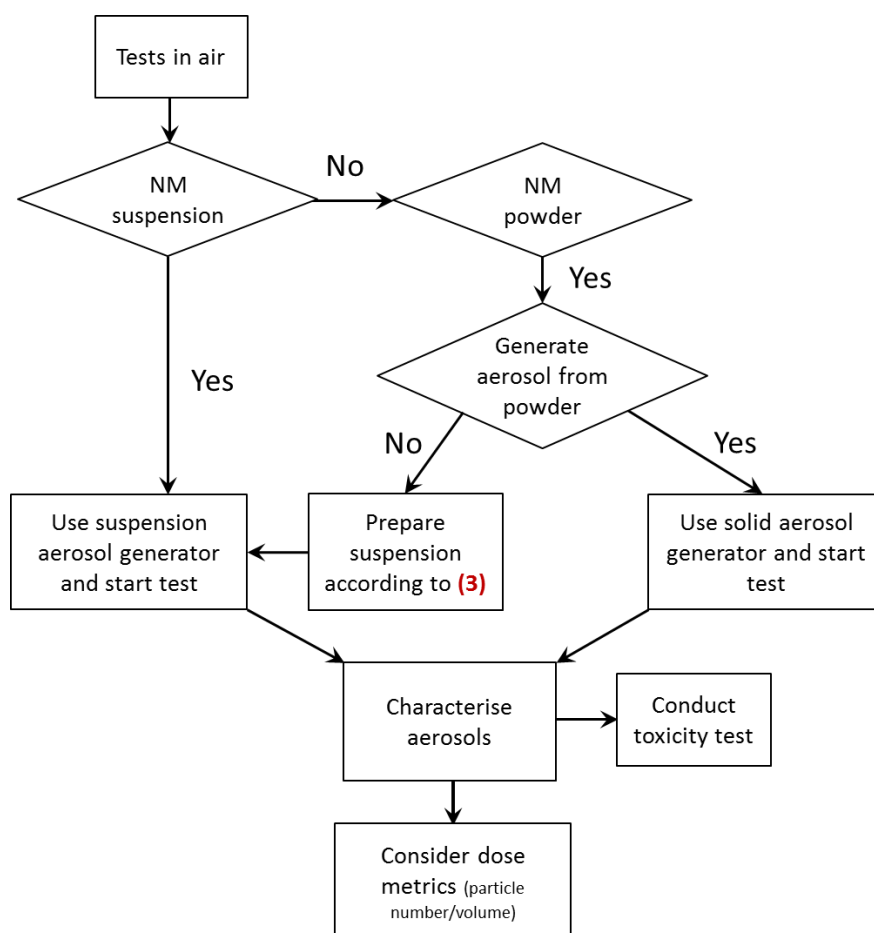 Tests in air
NM
suspension
No
NM
powder
Yes
Generate
aerosol from
powder
Yes
No
Yes
Use suspension
aerosol generator
and start test
Prepare
suspension
according to (3)
Use solid aerosol
generator and start
test
Characterise
aerosols
Conduct
toxicity test
Consider dose
metrics (particle
number/volume)